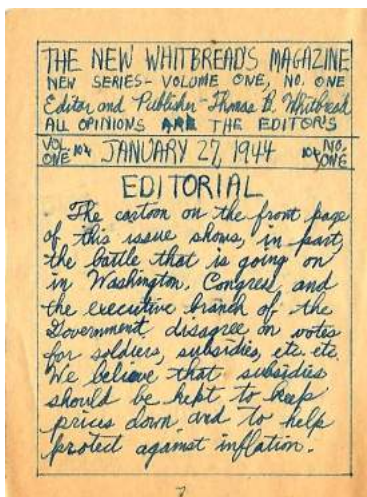 THE NEW WHITBREAD'S MAGAZINE
NEW SERIES - VOLUME ONE, NO. ONE
Editor and Publisher - Thomas B. Whitbread
ALL OPINIONS ARE THE EDITOR'S
VOL. ONE 10¢ JANUARY 27, 1944 10¢ NO. ONE
EDITORIAL
The cartoon on the front page
of this issue shows, in part,
the battle that is going on
in Washington. Congress, and
the executive branch of the
Government, disagree on votes
for soldiers, subsidies, etc. etc.
We believe that subsidies
should be kept to keep
prices down, and to help
protect against inflation.